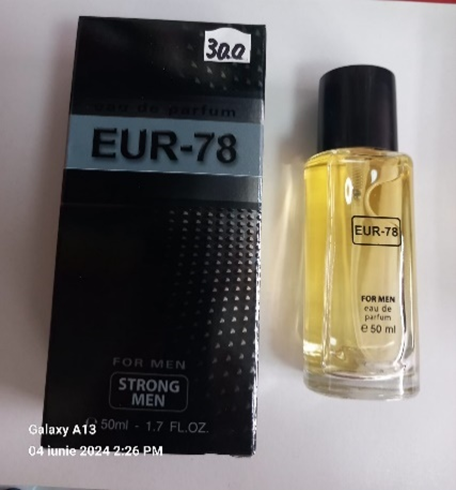 300
eau de parfum
EUR-78
FOR MEN
STRONG
MEN
℮ 50ml - 1.7 FL.OZ.
EUR-78
FOR MEN
eau de
parfum
℮ 50 ml
Galaxy A13
04 iunie 2024 2:26 PM